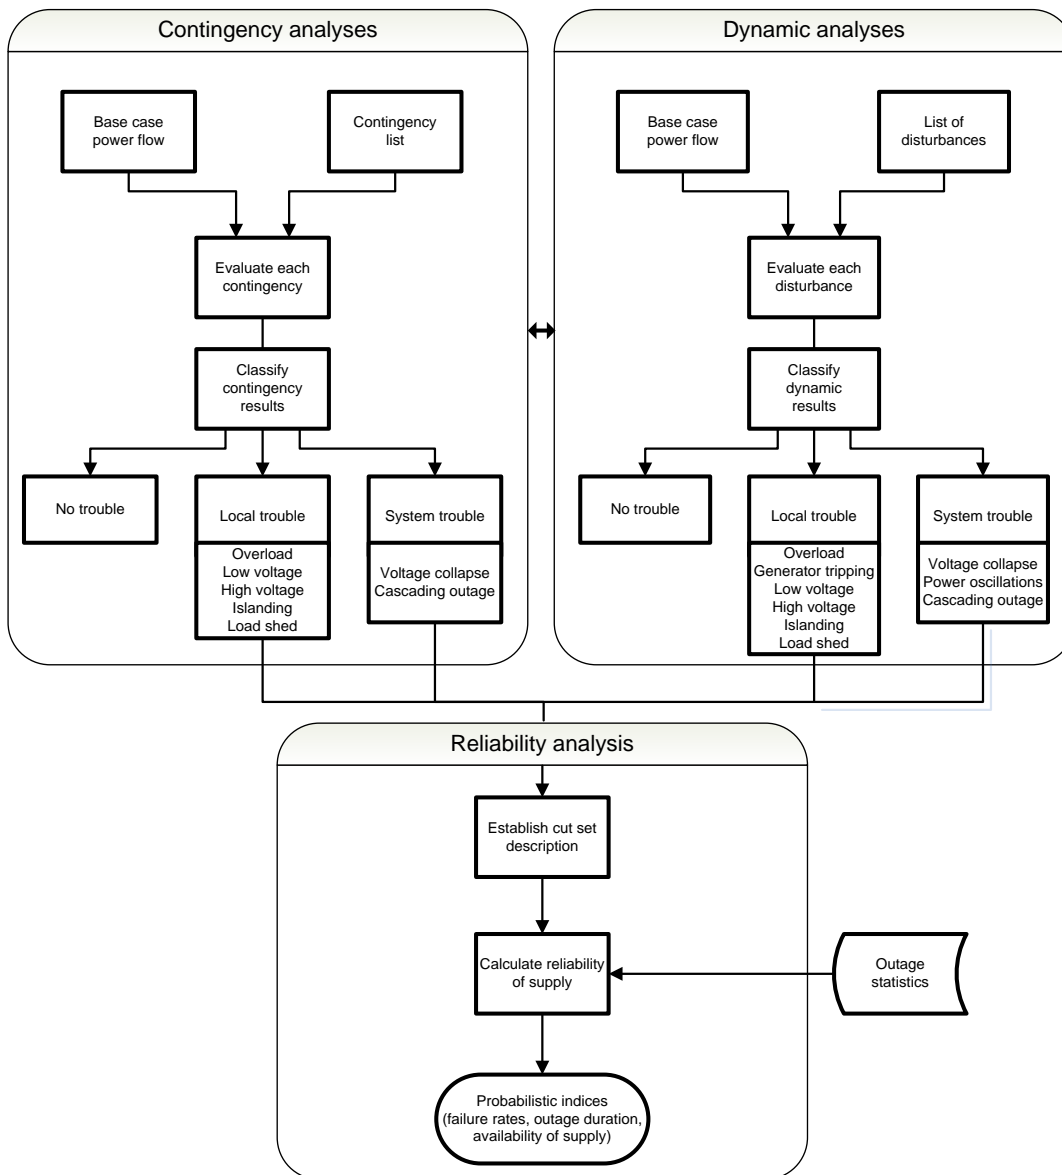 Contingency analyses
Base case
power flow
Contingency
list
Evaluate each
contingency
Classify
contingency
results
No trouble
Local trouble
System trouble
Overload
Low voltage
High voltage
Islanding
Load shed
Voltage collapse
Cascading outage
Dynamic analyses
Base case
power flow
List of
disturbances
Evaluate each
disturbance
Classify
dynamic
results
No trouble
Local trouble
System trouble
Overload
Generator tripping
Low voltage
High voltage
Islanding
Load shed
Voltage collapse
Power oscillations
Cascading outage
Reliability analysis
Establish cut set
description
Calculate reliability
of supply
Outage
statistics
Probabilistic indices
(failure rates, outage duration,
availability of supply)